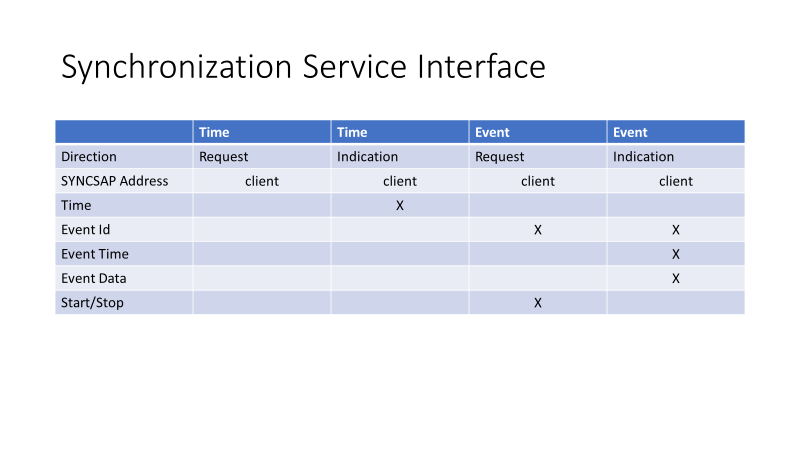 Synchronization Service Interface
Time Time Event Event
Direction Request Indication Request Indication
SYNCSAP Address client client client client
Time X
Event Id X X
Event Time X
Event Data X
Start/Stop X